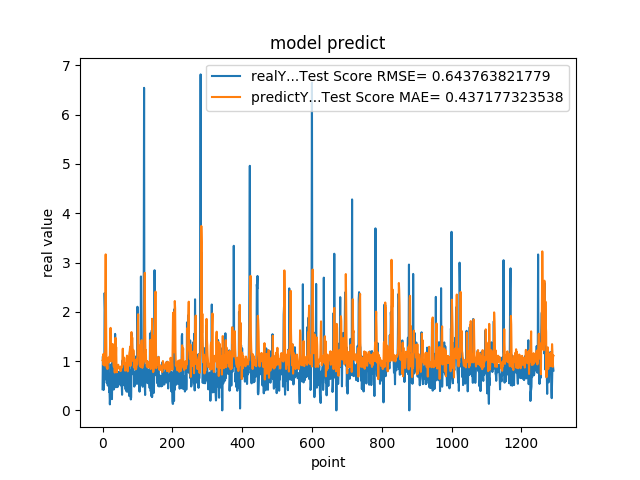 model predict
realY...Test Score RMSE= 0.643763821779
predictY...Test Score MAE= 0.437177323538
7
6
5
4
3
2
1
0
real value
0 200 400 600 800 1000 1200
point